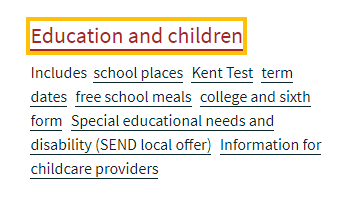 Education and children
Includes school places Kent Test term
dates free school meals college and sixth
form Special educational needs and
disability (SEND local offer) Information for
childcare providers